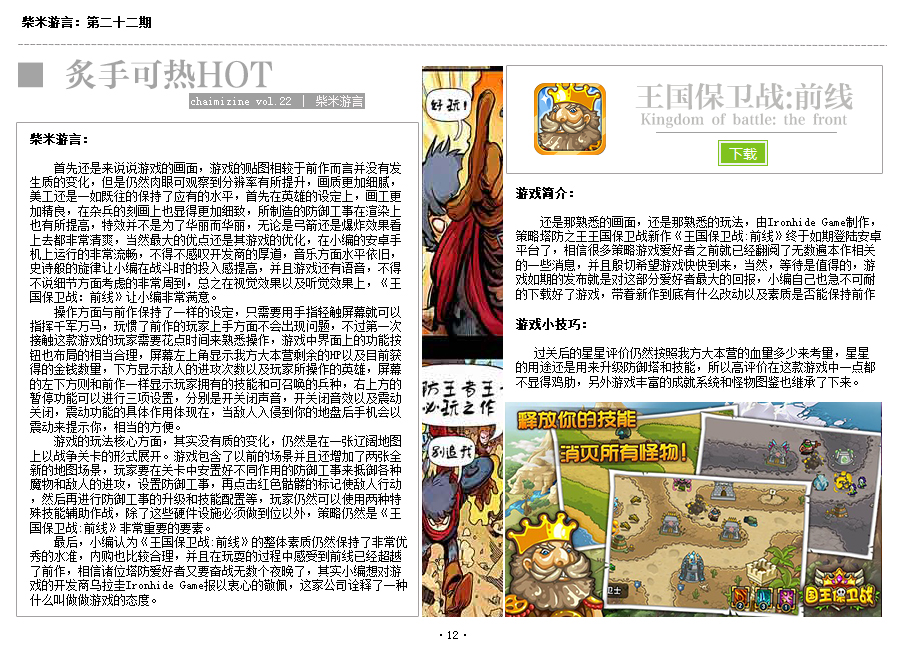 柴米游言：第二十二期
炙手可热HOT
chaimizine vol.22 | 柴米游言
柴米游言：
首先还是来说说游戏的画面，游戏的贴图相较于前作而言并没有发
生质的变化，但是仍然肉眼可观察到分辨率有所提升，画质更加细腻，
美工还是一如既往的保持了应有的水平，首先在英雄的设定上，画工更
加精良，在杂兵的刻画上也显得更加细致，所制造的防御工事在渲染上
也有所提高，特效并不是为了华丽而华丽，无论是弓箭还是爆炸效果看
上去都非常清爽，当然最大的优点还是其游戏的优化，在小编的安卓手
机上运行的非常流畅，不得不感叹开发商的厚道，音乐方面水平依旧，
史诗般的旋律让小编在战斗时的投入感提高，并且游戏还有语音，不得
不说细节方面考虑的非常周到，总之在视觉效果以及听觉效果上，《王
国保卫战：前线》让小编非常满意。
操作方面与前作保持了一样的设定，只需要用手指轻触屏幕就可以
指挥千军万马，玩惯了前作的玩家上手方面不会出现问题，不过第一次
接触这款游戏的玩家需要花点时间来熟悉操作，游戏中界面上的功能按
钮也布局的相当合理，屏幕左上角显示我方大本营剩余的HP以及目前获
得的金钱数量，下方显示敌人的进攻次数以及玩家所操作的英雄，屏幕
的左下方则和前作一样显示玩家拥有的技能和可召唤的兵种，右上方的
暂停功能可以进行三项设置，分别是开关闭声音，开关闭音效以及震动
关闭，震动功能的具体作用体现在，当敌人入侵到你的地盘后手机会以
震动来提示你，相当的方便。
游戏的玩法核心方面，其实没有质的变化，仍然是在一张辽阔地图
上以战争关卡的形式展开。游戏包含了以前的场景并且还增加了两张全
新的地图场景，玩家要在关卡中安置好不同作用的防御工事来抵御各种
魔物和敌人的进攻，设置防御工事，再点击红色骷髅的标记使敌人行动
，然后再进行防御工事的升级和技能配置等，玩家仍然可以使用两种特
殊技能辅助作战，除了这些硬件设施必须做到位以外，策略仍然是《王
国保卫战:前线》非常重要的要素。
最后，小编认为《王国保卫战:前线》的整体素质仍然保持了非常优
秀的水准，内购也比较合理，并且在玩耍的过程中感受到前线已经超越
了前作，相信诸位塔防爱好者又要奋战无数个夜晚了，其实小编想对游
戏的开发商乌拉圭Ironhide Game报以衷心的敬佩，这家公司诠释了一种
什么叫做做游戏的态度。
好玩！
防王者王
必玩之作
别追我
王国保卫战:前线
Kingdom of battle: the front
下载
游戏简介：
还是那熟悉的画面，还是那熟悉的玩法，由Ironhide Game制作，
策略塔防之王王国保卫战新作《王国保卫战:前线》终于如期登陆安卓
平台了，相信很多策略游戏爱好者之前就已经翻阅了无数遍本作相关
的一些消息，并且殷切希望游戏快快到来，当然，等待是值得的，游
戏如期的发布就是对这部分爱好者最大的回报，小编自己也急不可耐
的下载好了游戏，带着新作到底有什么改动以及素质是否能保持前作
游戏小技巧：
过关后的星星评价仍然按照我方大本营的血量多少来考量，星星
的用途还是用来升级防御塔和技能，所以高评价在这款游戏中一点都
不显得鸡肋，另外游戏丰富的成就系统和怪物图鉴也继承了下来。
释放你的技能
消灭所有怪物！
国王保卫战
· 12 ·